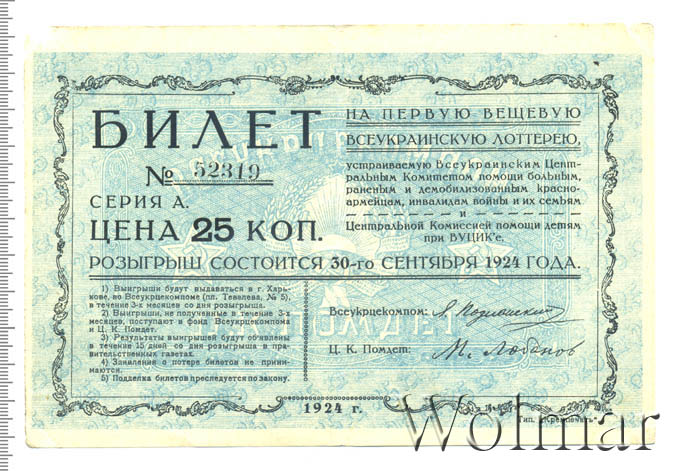 БИЛЕТ
№ 52319
СЕРИЯ А.
ЦЕНА 25 КОП.
НА ПЕРВУЮ ВЕЩЕВУЮ
ВСЕУКРАИНСКУЮ ЛОТТЕРЕЮ,
устраиваемую Всеукраинским Цент-
ральным Комитетом помощи больным,
раненым и демобилизованным красно-
армейцам, инвалидам войны и их семьям
и
Центральной Комиссией помощи детям
при ВУЦИК'е.
РОЗЫГРЫШ СОСТОИТСЯ 30-го СЕНТЯБРЯ 1924 ГОДА.
1) Выигрыши будут выдаваться в г. Харь-
кове, во Всеукрцекомпоме (пл. Тевелева, № 5),
в течение 3-х месяцев со дня розыгрыша.
2) Выигрыши, не полученные в течение 3-х
месяцев, поступают в фонд Всеукрцекомпома
и Ц. К. Помдет.
3) Результаты выигрышей будут объявлены
в течение 15 дней со дня розыгрыша в пра-
вительственных газетах.
4) Заявления о потере билетов не прини-
маются.
5) Подделка билетов преследуется по закону.
Всеукрцекомпом:
Ц. К. Помдет: М. Лобанов
1924 г.
Тип. „Кремпечать“
Wolmar